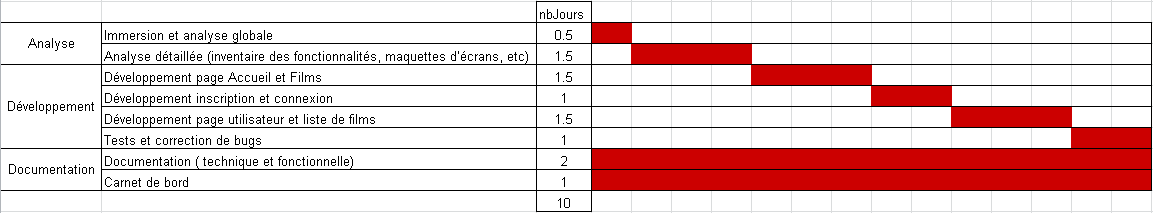 nbJours
Analyse
Immersion et analyse globale 0.5
Analyse détaillée (inventaire des fonctionnalités, maquettes d'écrans, etc) 1.5
Développement
Développement page Accueil et Films 1.5
Développement inscription et connexion 1
Développement page utilisateur et liste de films 1.5
Tests et correction de bugs 1
Documentation
Documentation ( technique et fonctionnelle) 2
Carnet de bord 1
10